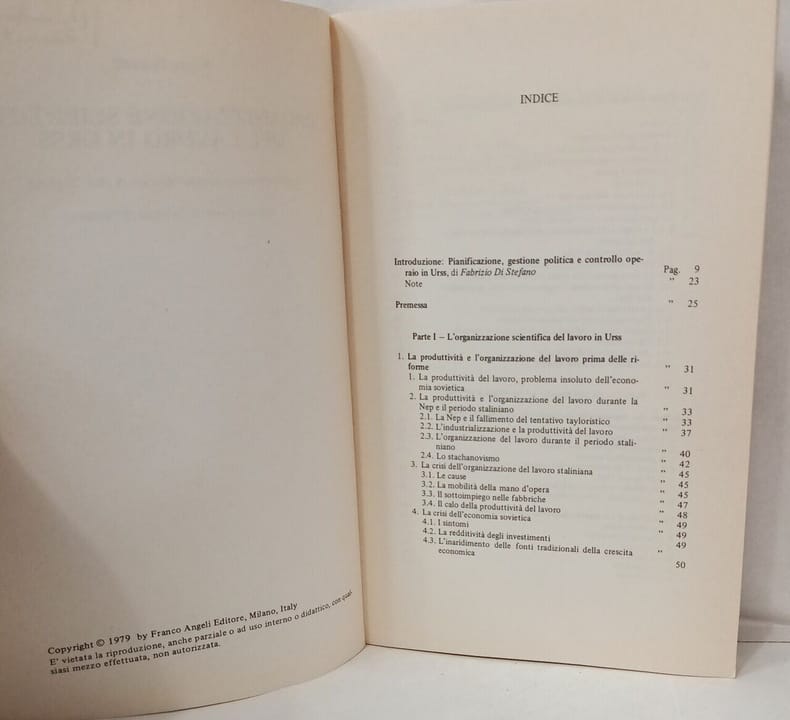 Copyright © 1979 by Franco Angeli Editore, Milano, Italy
E' vietata la riproduzione, anche parziale o ad uso interno o didattico, con qual-
siasi mezzo effettuata, non autorizzata.
INDICE
Introduzione: Pianificazione, gestione politica e controllo ope-
raio in Urss, di Fabrizio Di Stefano Pag. 9
Note " 23
Premessa " 25
Parte I – L'organizzazione scientifica del lavoro in Urss
1. La produttività e l'organizzazione del lavoro prima delle ri-
forme " 31
1. La produttività del lavoro, problema insoluto dell'econo-
mia sovietica " 31
2. La produttività e l'organizzazione del lavoro durante la
Nep e il periodo staliniano " 33
2.1. La Nep e il fallimento del tentativo tayloristico " 33
2.2. L'industrializzazione e la produttività del lavoro " 37
2.3. L'organizzazione del lavoro durante il periodo stali-
niano " 40
2.4. Lo stachanovismo " 42
3. La crisi dell'organizzazione del lavoro staliniana " 45
3.1. Le cause " 45
3.2. La mobilità della mano d'opera " 45
3.3. Il sottoimpiego nelle fabbriche " 47
3.4. Il calo della produttività del lavoro " 48
4. La crisi dell'economia sovietica " 49
4.1. I sintomi " 49
4.2. La redditività degli investimenti " 49
4.3. L'inaridimento delle fonti tradizionali della crescita
economica " 50